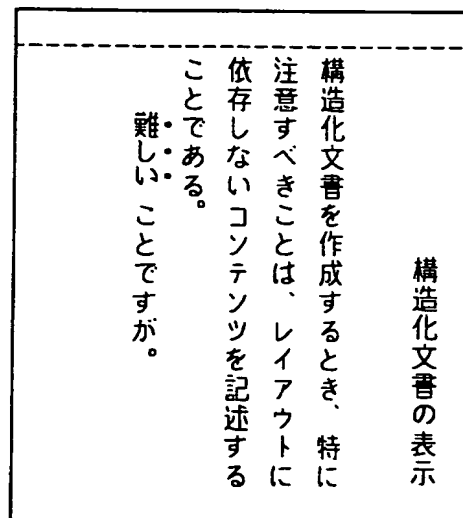 構造化文書の表示
構造化文書を作成するとき、特に
注意すべきことは、レイアウトに
依存しないコンテンツを記述する
ことである。
難しい ことですが。